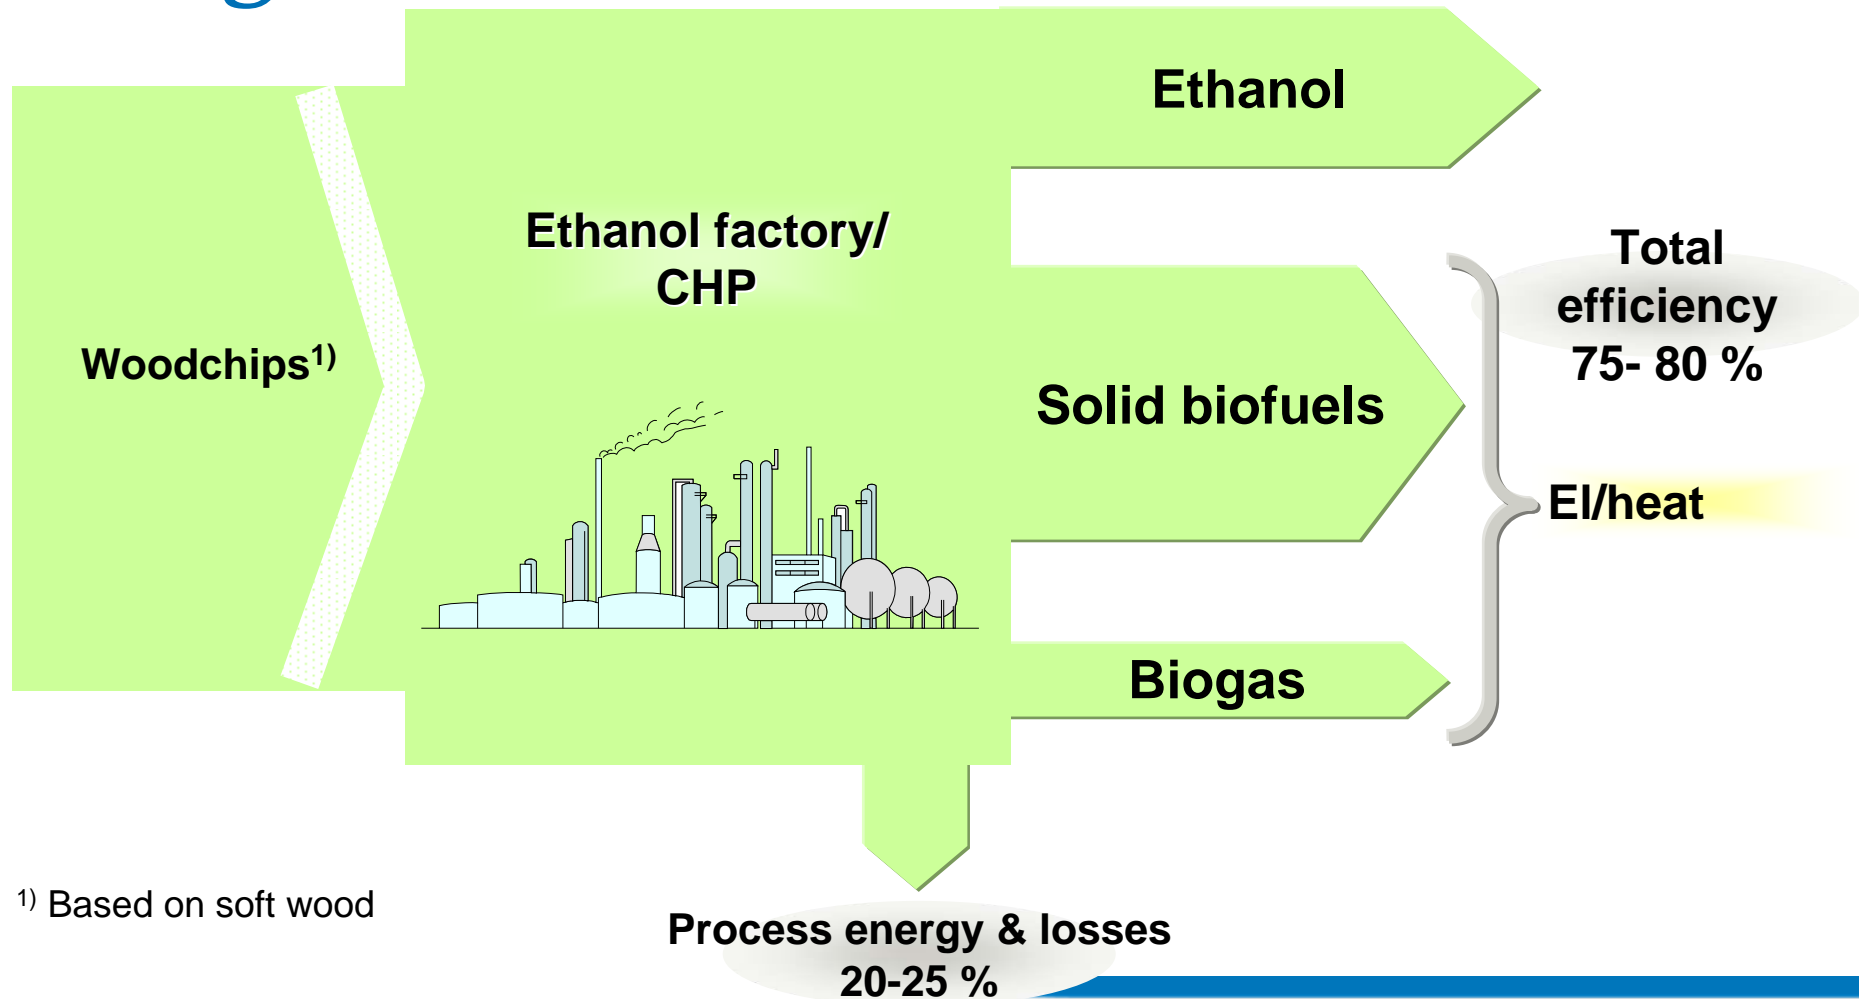 Ethanol
Ethanol factory/
CHP
Total
efficiency
75- 80 %
Woodchips¹⁾
Solid biofuels
El/heat
Biogas
¹⁾ Based on soft wood
Process energy & losses
20-25 %